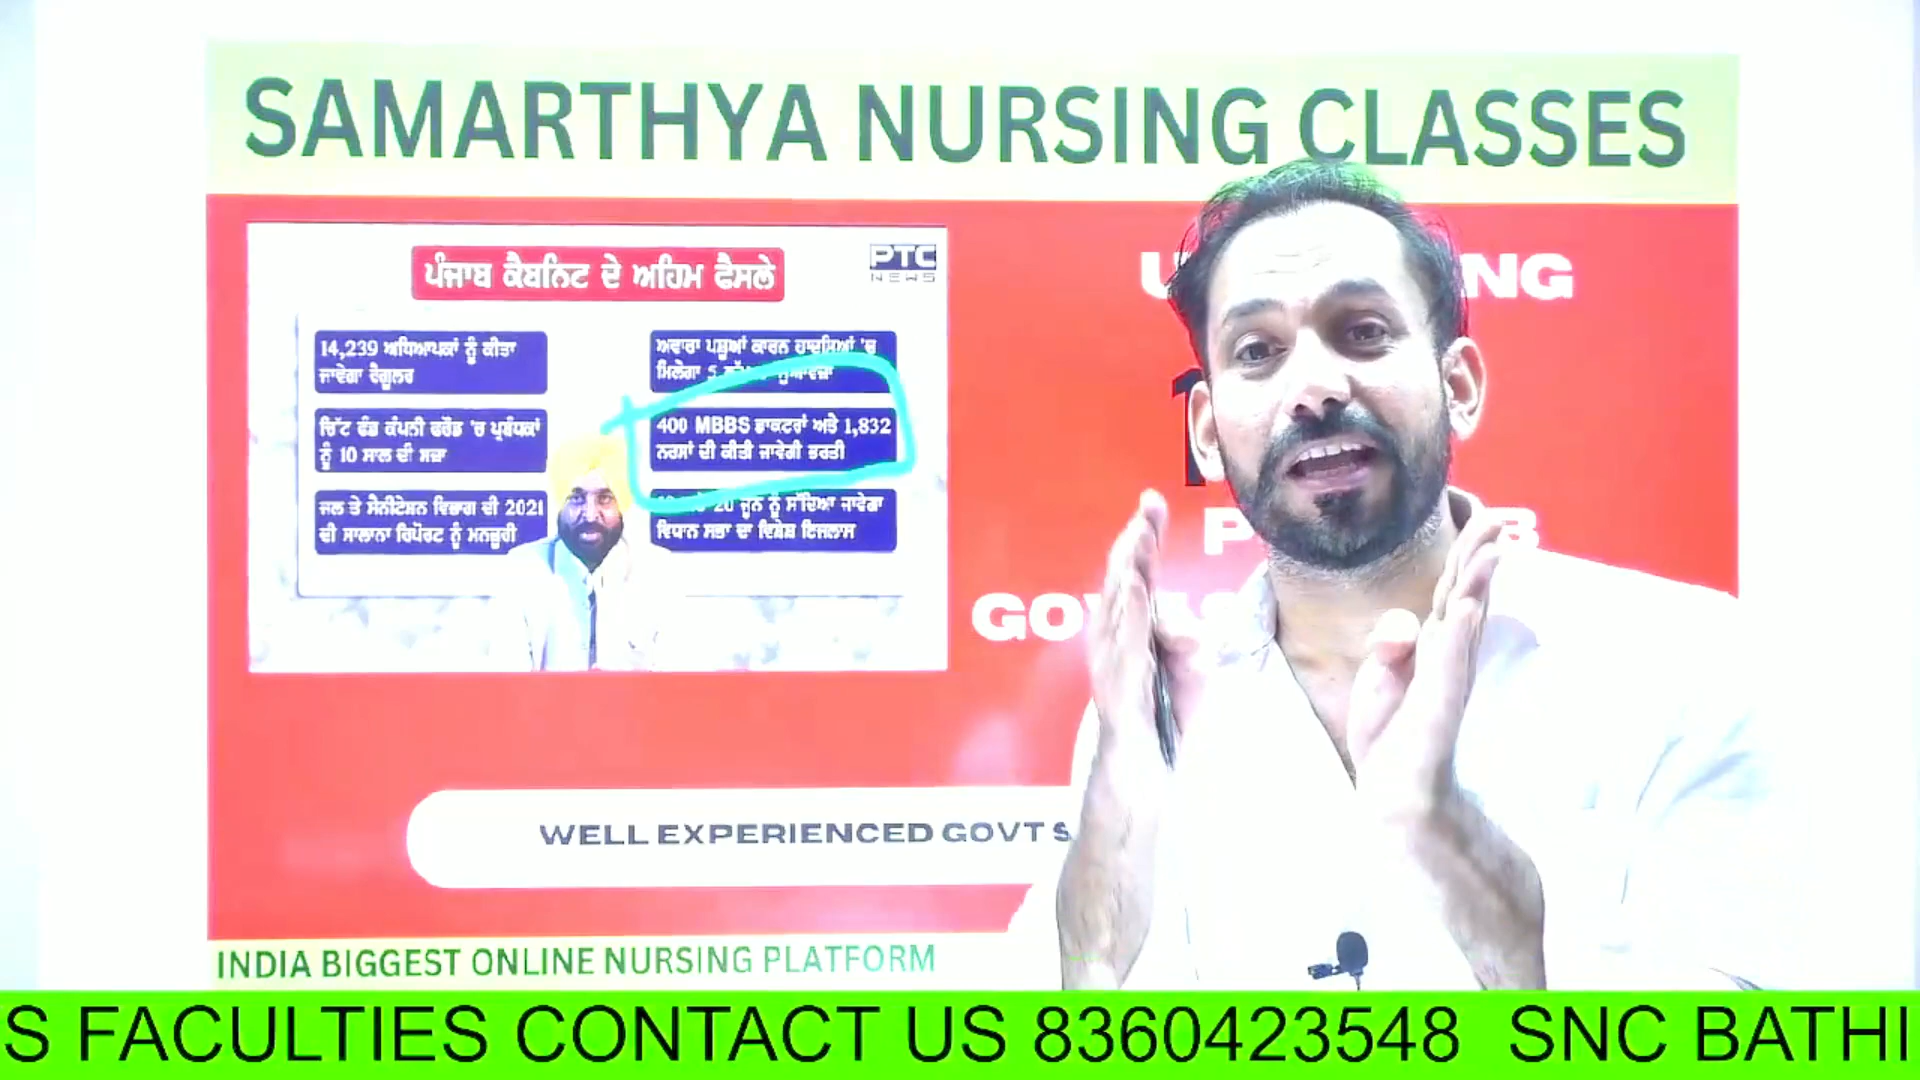 SAMARTHYA NURSING CLASSES
ਪੰਜਾਬ ਕੈਬਨਿਟ ਦੇ ਅਹਿਮ ਫੈਸਲੇ
PTC
NEWS
14,239 ਅਧਿਆਪਕਾਂ ਨੂੰ ਕੀਤਾ
ਜਾਵੇਗਾ ਰੈਗੂਲਰ
ਚਿੱਟ ਫੰਡ ਕੰਪਨੀ ਫਰੌਡ 'ਚ ਪ੍ਰਬੰਧਕਾਂ
ਨੂੰ 10 ਸਾਲ ਦੀ ਸਜ਼ਾ
ਜਲ ਤੇ ਸੈਨੀਟੇਸ਼ਨ ਵਿਭਾਗ ਦੀ 2021
ਦੀ ਸਾਲਾਨਾ ਰਿਪੋਰਟ ਨੂੰ ਮਨਜ਼ੂਰੀ
ਅਵਾਰਾ ਪਸ਼ੂਆਂ ਕਾਰਨ ਹਾਦਸਿਆਂ 'ਚ
ਮਿਲੇਗਾ 5
400 MBBS ਡਾਕਟਰਾਂ ਅਤੇ 1,832
ਨਰਸਾਂ ਦੀ ਕੀਤੀ ਜਾਵੇਗੀ ਭਰਤੀ
20 ਜੂਨ ਨੂੰ ਸੱਦਿਆ ਜਾਵੇਗਾ
ਵਿਧਾਨ ਸਭਾ ਦਾ ਵਿਸ਼ੇਸ਼ ਇਜਲਾਸ
WELL EXPERIENCED GOVT S
INDIA BIGGEST ONLINE NURSING PLATFORM
S FACULTIES CONTACT US 8360423548 SNC BATHI